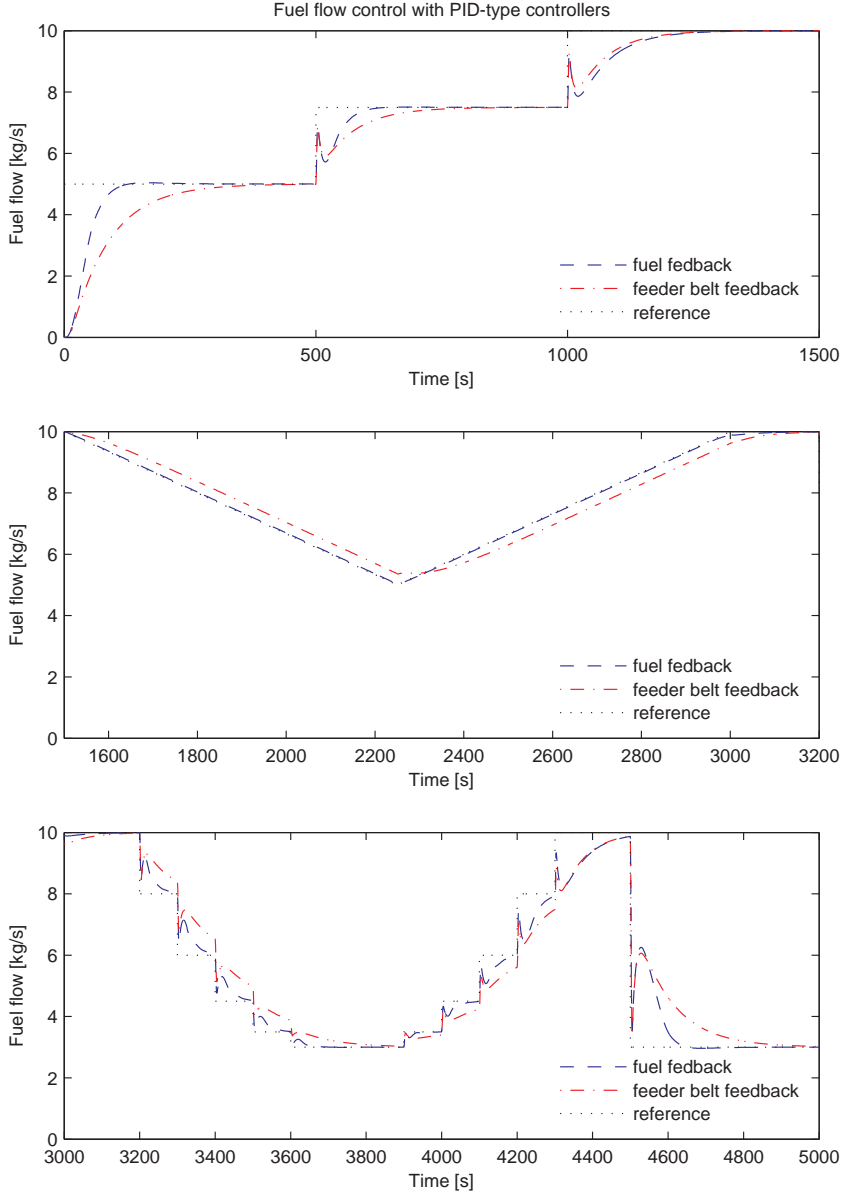 Fuel flow control with PID-type controllers
10
8
6
4
2
0
Fuel flow [kg/s]
fuel fedback
feeder belt feedback
reference
0 500 1000 1500
Time [s]
10
8
6
4
2
0
Fuel flow [kg/s]
fuel fedback
feeder belt feedback
reference
1600 1800 2000 2200 2400 2600 2800 3000 3200
Time [s]
10
8
6
4
2
0
Fuel flow [kg/s]
fuel fedback
feeder belt feedback
reference
3000 3200 3400 3600 3800 4000 4200 4400 4600 4800 5000
Time [s]